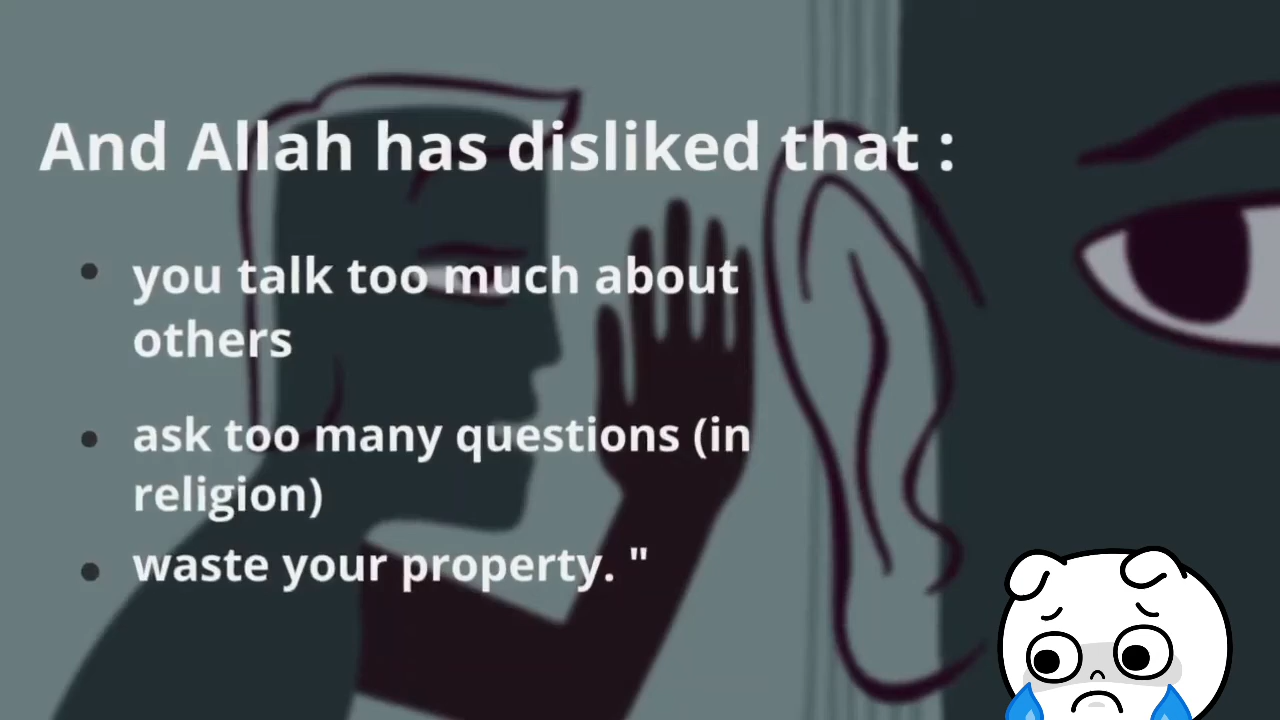 And Allah has disliked that :
• you talk too much about
others
• ask too many questions (in
religion)
• waste your property. "